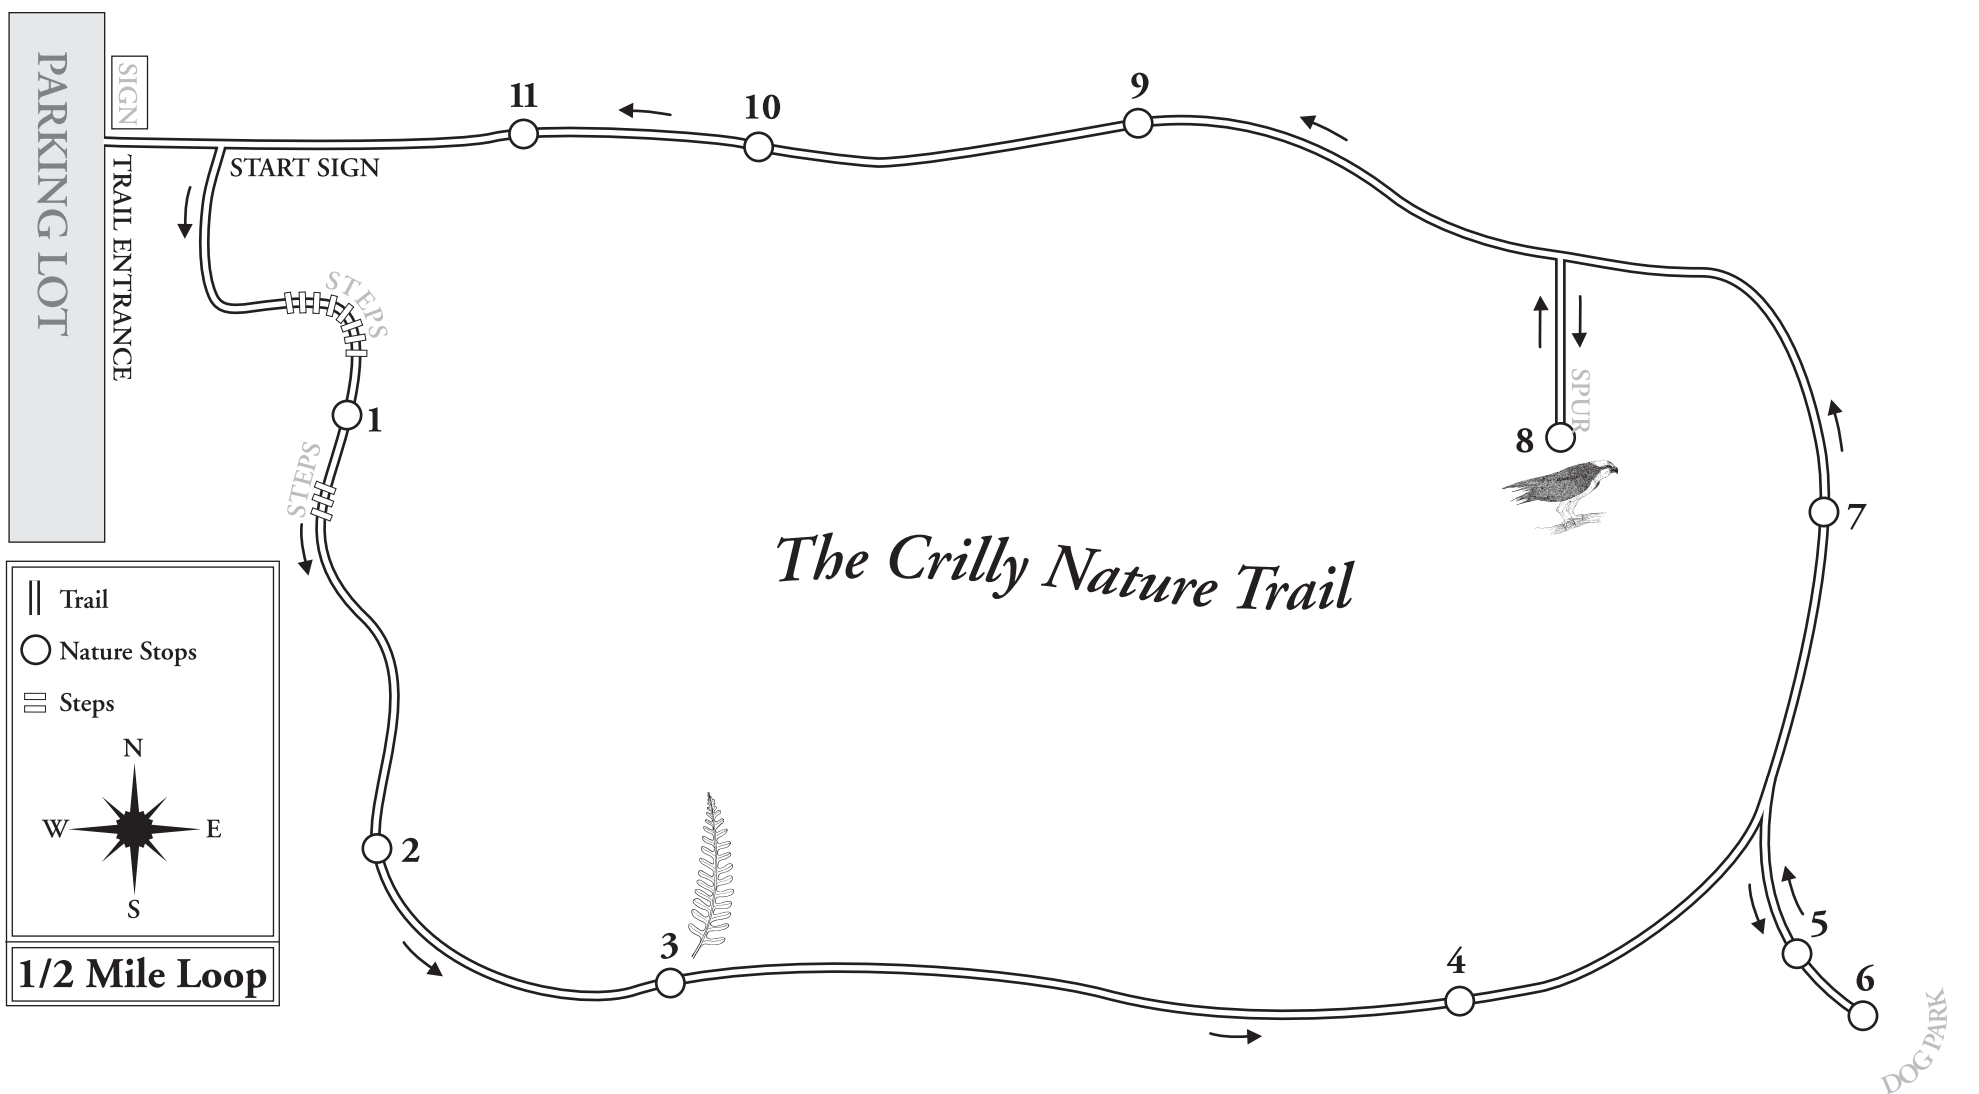 PARKING LOT
SIGN
TRAIL ENTRANCE
START SIGN
11
10
9
STEPS
1
STEPS
8
SPUR
7
The Crilly Nature Trail
Trail
Nature Stops
Steps
N
W E
S
1/2 Mile Loop
2
3
4
5
6
DOG PARK